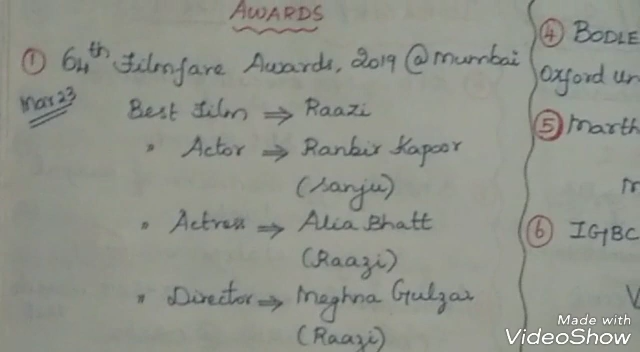 AWARDS
① 64th Filmfare Awards, 2019 @ mumbai
Mar 23
Best Film ⇒ Raazi
" Actor ⇒ Ranbir Kapoor
(Sanju)
" Actress ⇒ Alia Bhatt
(Raazi)
" Director ⇒ Meghna Gulzar
(Raazi)
④ BODLE
Oxford un
⑤ Marth
m
⑥ IGBC
V
Made with
VideoShow